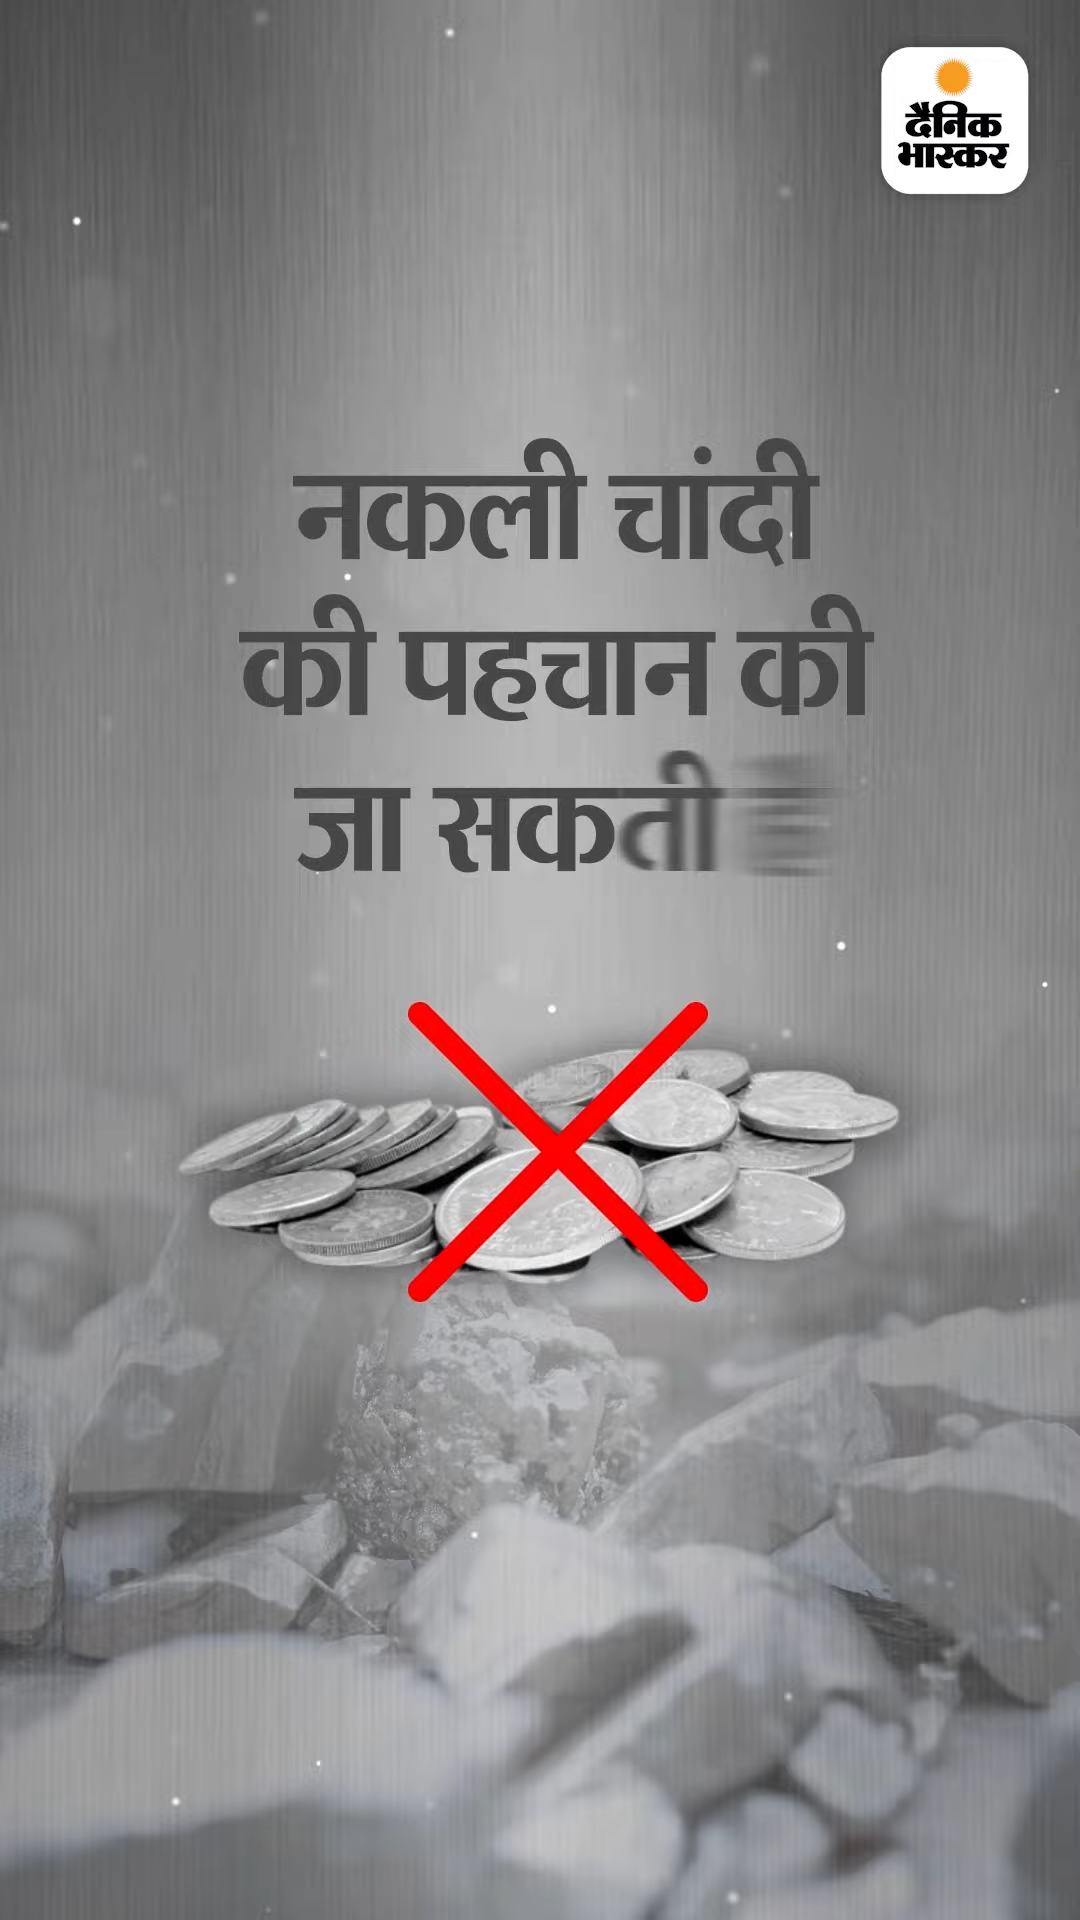 दैनिक
भास्कर
नकली चांदी
की पहचान की
जा सकती